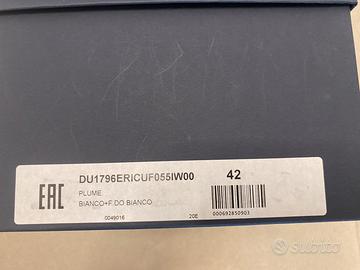 EAC
DU1796ERICUF055IW00 42
PLUME
BIANCO+F.DO BIANCO
0049016 20E 000692850903
subito